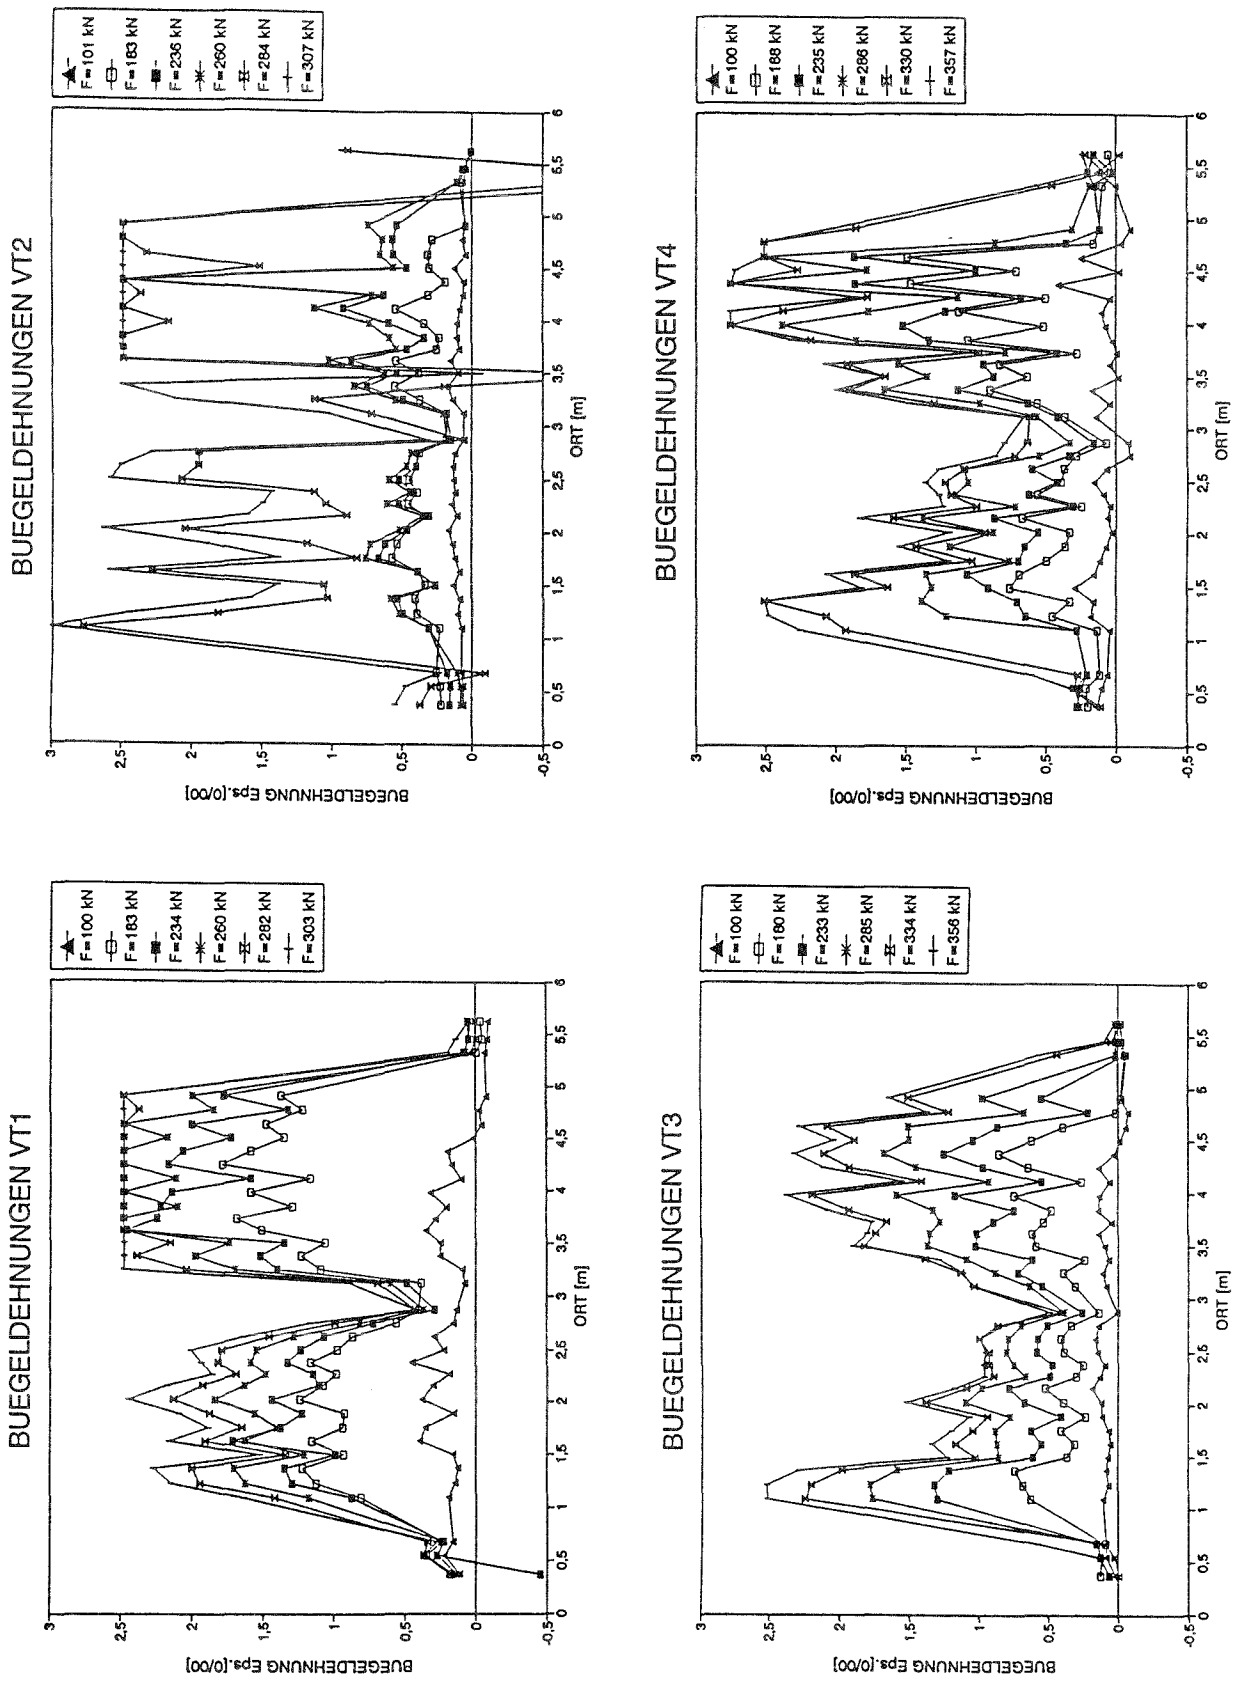 BUEGELDEHNUNGEN VT1
BUEGELDEHNUNG Eps.[0/00]
3
2,5
2
1,5
1
0,5
0
-0,5
0
0,5
1
1,5
2
2,5
3
3,5
4
4,5
5
5,5
6
ORT [m]
F=100 kN
F=183 kN
F=234 kN
F=260 kN
F=282 kN
F=303 kN
BUEGELDEHNUNGEN VT2
BUEGELDEHNUNG Eps.[0/00]
3
2,5
2
1,5
1
0,5
0
-0,5
0
0,5
1
1,5
2
2,5
3
3,5
4
4,5
5
5,5
6
ORT [m]
F=101 kN
F=183 kN
F=236 kN
F=260 kN
F=284 kN
F=307 kN
BUEGELDEHNUNGEN VT3
BUEGELDEHNUNG Eps.[0/00]
3
2,5
2
1,5
1
0,5
0
-0,5
0
0,5
1
1,5
2
2,5
3
3,5
4
4,5
5
5,5
6
ORT [m]
F=100 kN
F=180 kN
F=233 kN
F=285 kN
F=334 kN
F=358 kN
BUEGELDEHNUNGEN VT4
BUEGELDEHNUNG Eps.[0/00]
3
2,5
2
1,5
1
0,5
0
-0,5
0
0,5
1
1,5
2
2,5
3
3,5
4
4,5
5
5,5
6
ORT [m]
F=100 kN
F=168 kN
F=235 kN
F=286 kN
F=330 kN
F=357 kN